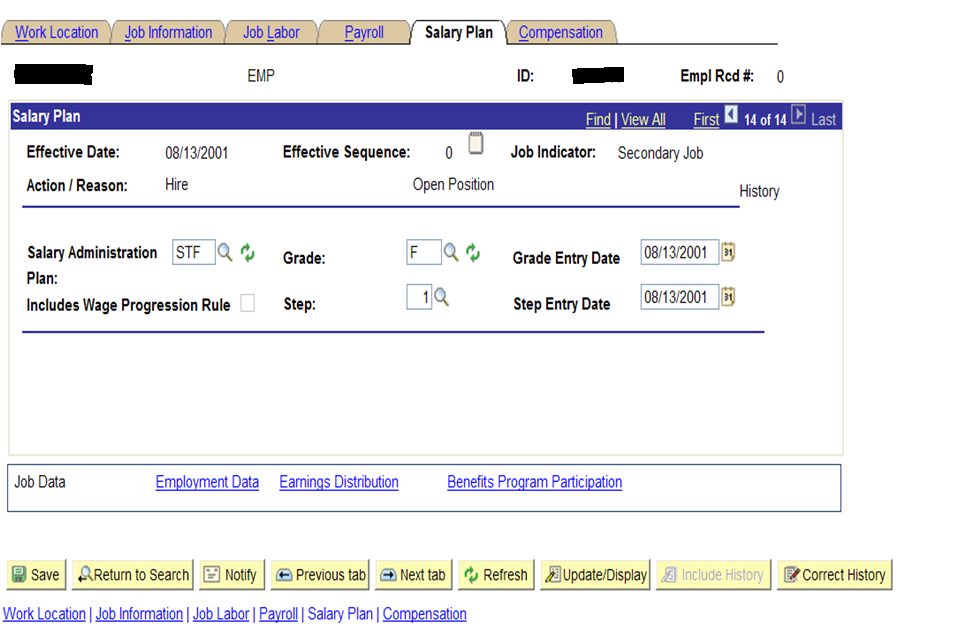 Work Location Job Information Job Labor Payroll Salary Plan Compensation
EMP ID: Empl Rcd #: 0
Salary Plan Find | View All First 14 of 14 Last
Effective Date: 08/13/2001 Effective Sequence: 0 Job Indicator: Secondary Job
Action / Reason: Hire Open Position
History
Salary Administration Plan: STF Grade: F Grade Entry Date 08/13/2001 31
Includes Wage Progression Rule Step: 1 Step Entry Date 08/13/2001 31
Job Data Employment Data Earnings Distribution Benefits Program Participation
Save Return to Search Notify Previous tab Next tab Refresh Update/Display Include History Correct History
Work Location | Job Information | Job Labor | Payroll | Salary Plan | Compensation